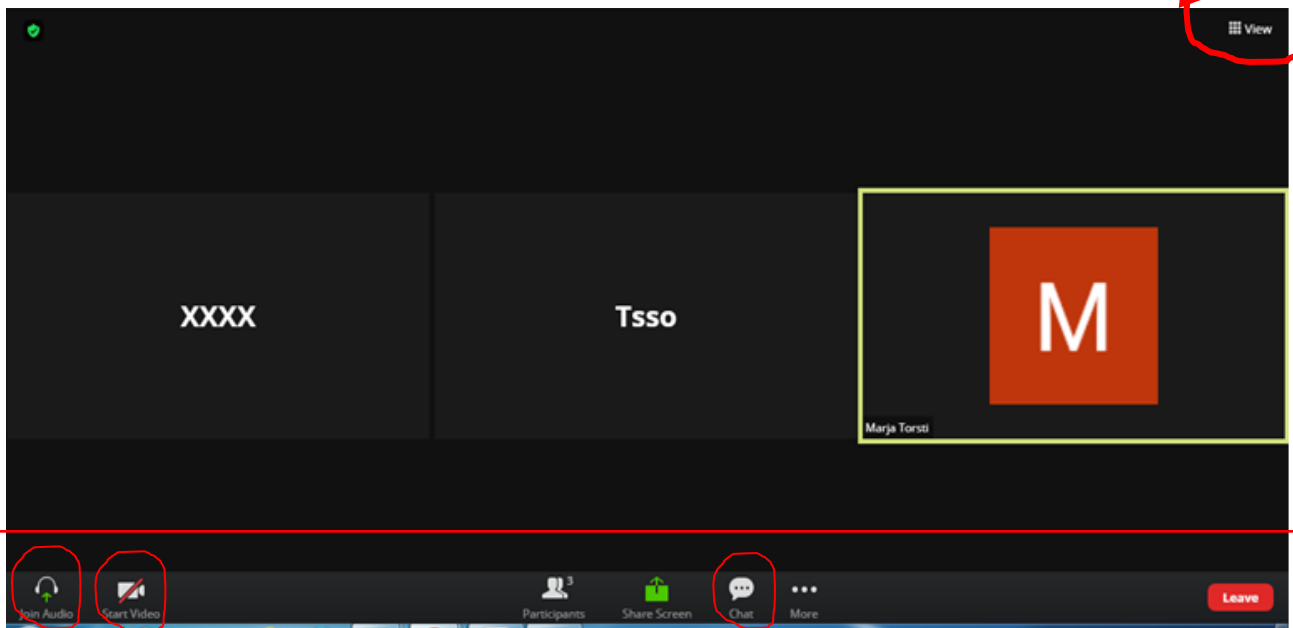 View
XXXX
Tsso
M
Marja Torsti
Join Audio
Start Video
Participants
3
Share Screen
Chat
More
Leave